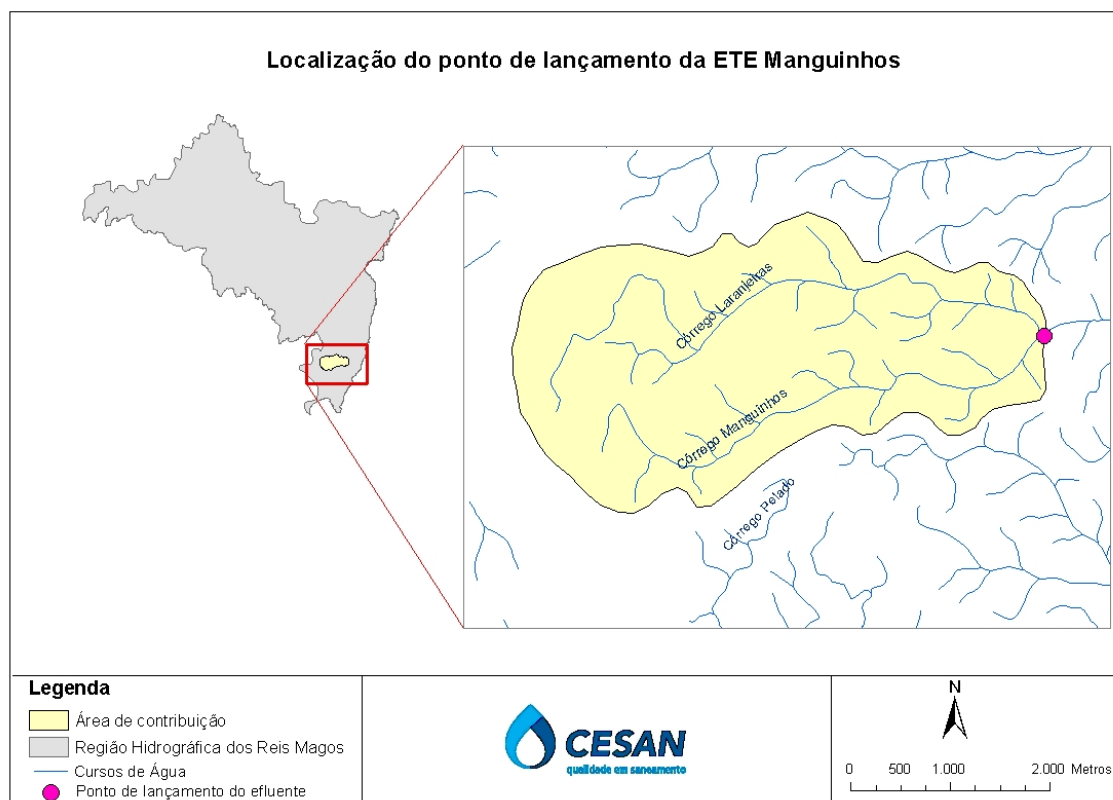 Localização do ponto de lançamento da ETE Manguinhos
Córrego Laranjeiras
Córrego Manguinhos
Córrego Pelado
Legenda
Área de contribuição
Região Hidrográfica dos Reis Magos
Cursos de Água
Ponto de lançamento do efluente
CESAN
qualidade em saneamento
N
0 500 1.000 2.000 Metros